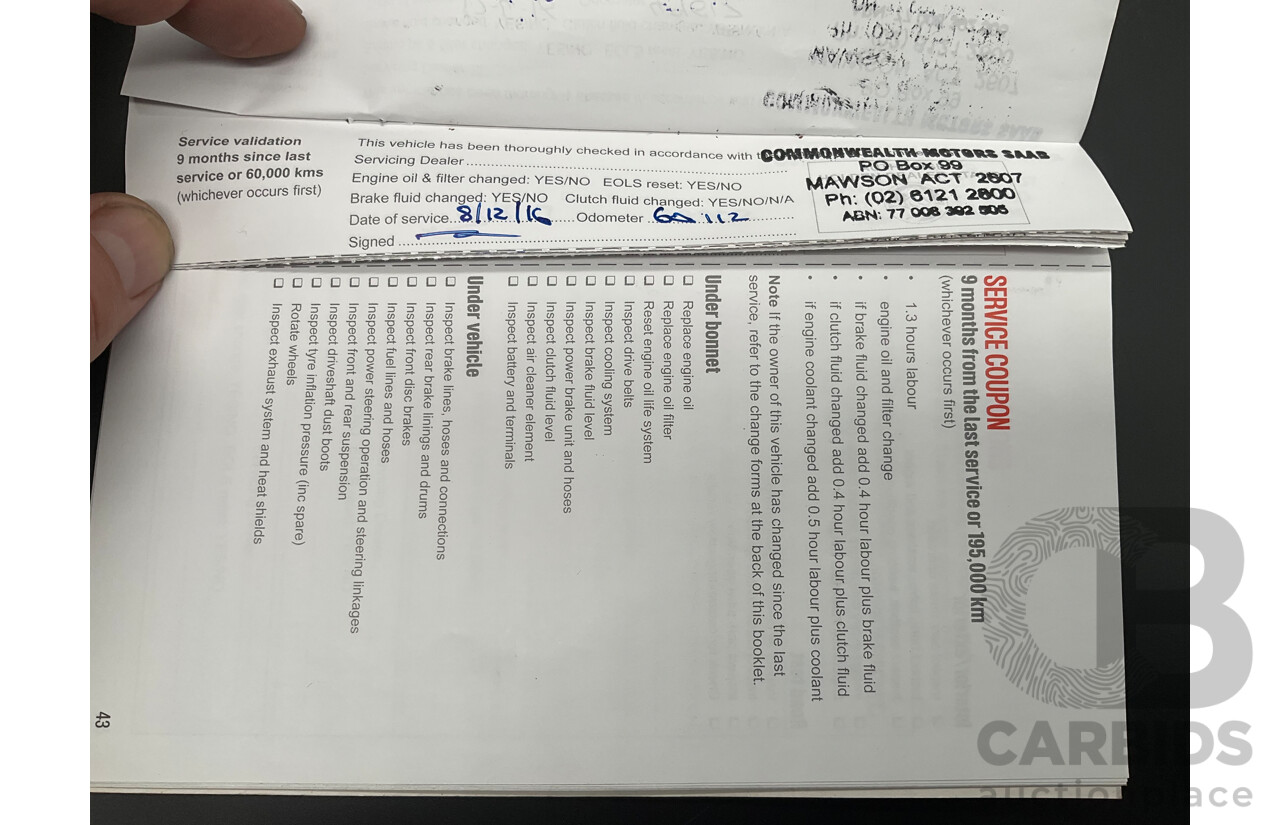 Service validation
9 months since last
service or 60,000 kms
(whichever occurs first)
This vehicle has been thoroughly checked in accordance with
Servicing Dealer
Engine oil & filter changed: YES/NO EOLS reset: YES/NO
Brake fluid changed: YES/NO Clutch fluid changed: YES/NO/N/A
Date of service 8/12/16 Odometer 60 112
Signed
COMMONWEALTH MOTORS SAAB
PO Box 99
MAWSON ACT 2607
Ph: (02) 6121 2800
ABN: 77 008 392 505
SERVICE COUPON
9 months from the last service or 195,000 km
(whichever occurs first)
• 1.3 hours labour
engine oil and filter change
• if brake fluid changed add 0.4 hour labour plus brake fluid
• if clutch fluid changed add 0.4 hour labour plus clutch fluid
• if engine coolant changed add 0.5 hour labour plus coolant
Note If the owner of this vehicle has changed since the last
service, refer to the change forms at the back of this booklet.
Under bonnet
❑ Replace engine oil
❑ Replace engine oil filter
❑ Reset engine oil life system
❑ Inspect drive belts
❑ Inspect cooling system
❑ Inspect brake fluid level
❑ Inspect power brake unit and hoses
❑ Inspect clutch fluid level
❑ Inspect air cleaner element
❑ Inspect battery and terminals
Under vehicle
❑ Inspect brake lines, hoses and connections
❑ Inspect rear brake linings and drums
❑ Inspect front disc brakes
❑ Inspect fuel lines and hoses
❑ Inspect power steering operation and steering linkages
❑ Inspect front and rear suspension
❑ Inspect driveshaft dust boots
❑ Inspect tyre inflation pressure (inc spare)
❑ Rotate wheels
❑ Inspect exhaust system and heat shields
43
CARBIDS
auctionplace